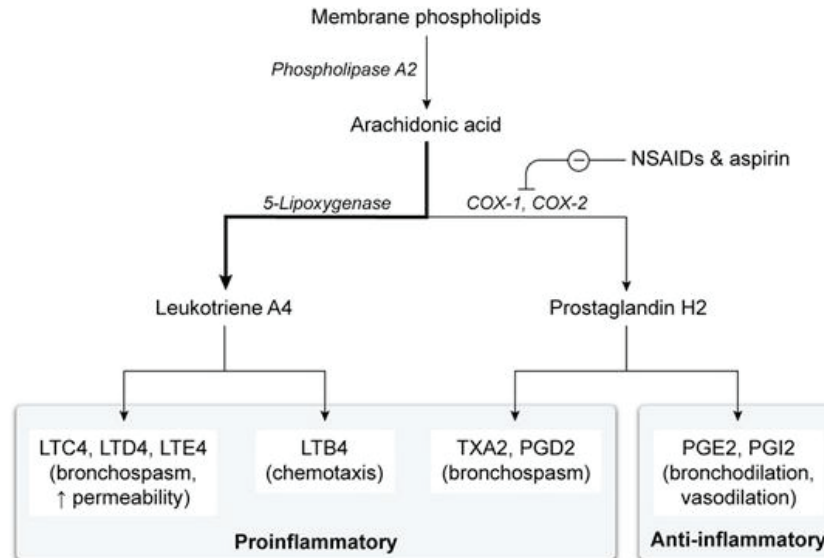 Membrane phospholipids
Phospholipase A2
Arachidonic acid
NSAIDs & aspirin
5-Lipoxygenase
COX-1, COX-2
Leukotriene A4
Prostaglandin H2
LTC4, LTD4, LTE4
(bronchospasm,
↑ permeability)
LTB4
(chemotaxis)
TXA2, PGD2
(bronchospasm)
PGE2, PGI2
(bronchodilation,
vasodilation)
Proinflammatory
Anti-inflammatory